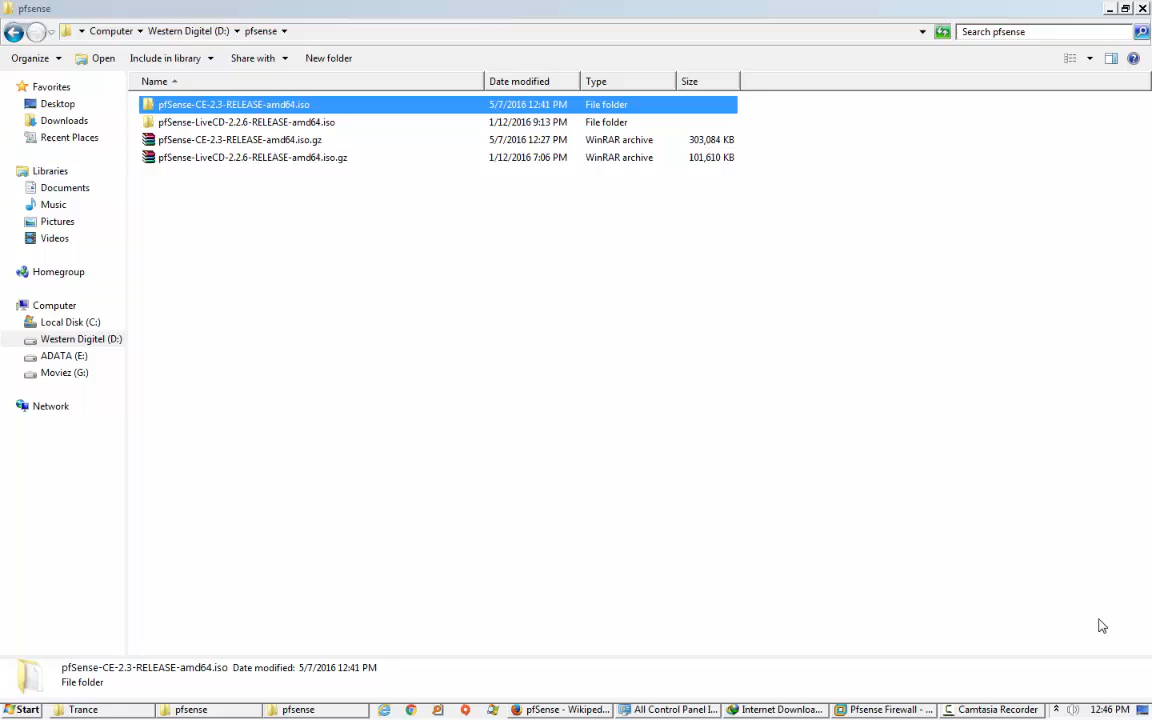 pfsense
Computer Western Digitel (D:) pfsense Search pfsense
Organize Open Include in library Share with New folder
Name Date modified Type Size
Favorites
Desktop
Downloads
Recent Places
Libraries
Documents
Music
Pictures
Videos
Homegroup
Computer
Local Disk (C:)
Western Digitel (D:)
ADATA (E:)
Moviez (G:)
Network
pfSense-CE-2.3-RELEASE-amd64.iso 5/7/2016 12:41 PM File folder
pfSense-LiveCD-2.2.6-RELEASE-amd64.iso 1/12/2016 9:13 PM File folder
pfSense-CE-2.3-RELEASE-amd64.iso.gz 5/7/2016 12:27 PM WinRAR archive 303,084 KB
pfSense-LiveCD-2.2.6-RELEASE-amd64.iso.gz 1/12/2016 7:06 PM WinRAR archive 101,610 KB
pfSense-CE-2.3-RELEASE-amd64.iso Date modified: 5/7/2016 12:41 PM
File folder
Start Trance pfsense pfsense pfSense - Wikiped... All Control Panel I... Internet Downloa... Pfsense Firewall - ... Camtasia Recorder 12:46 PM